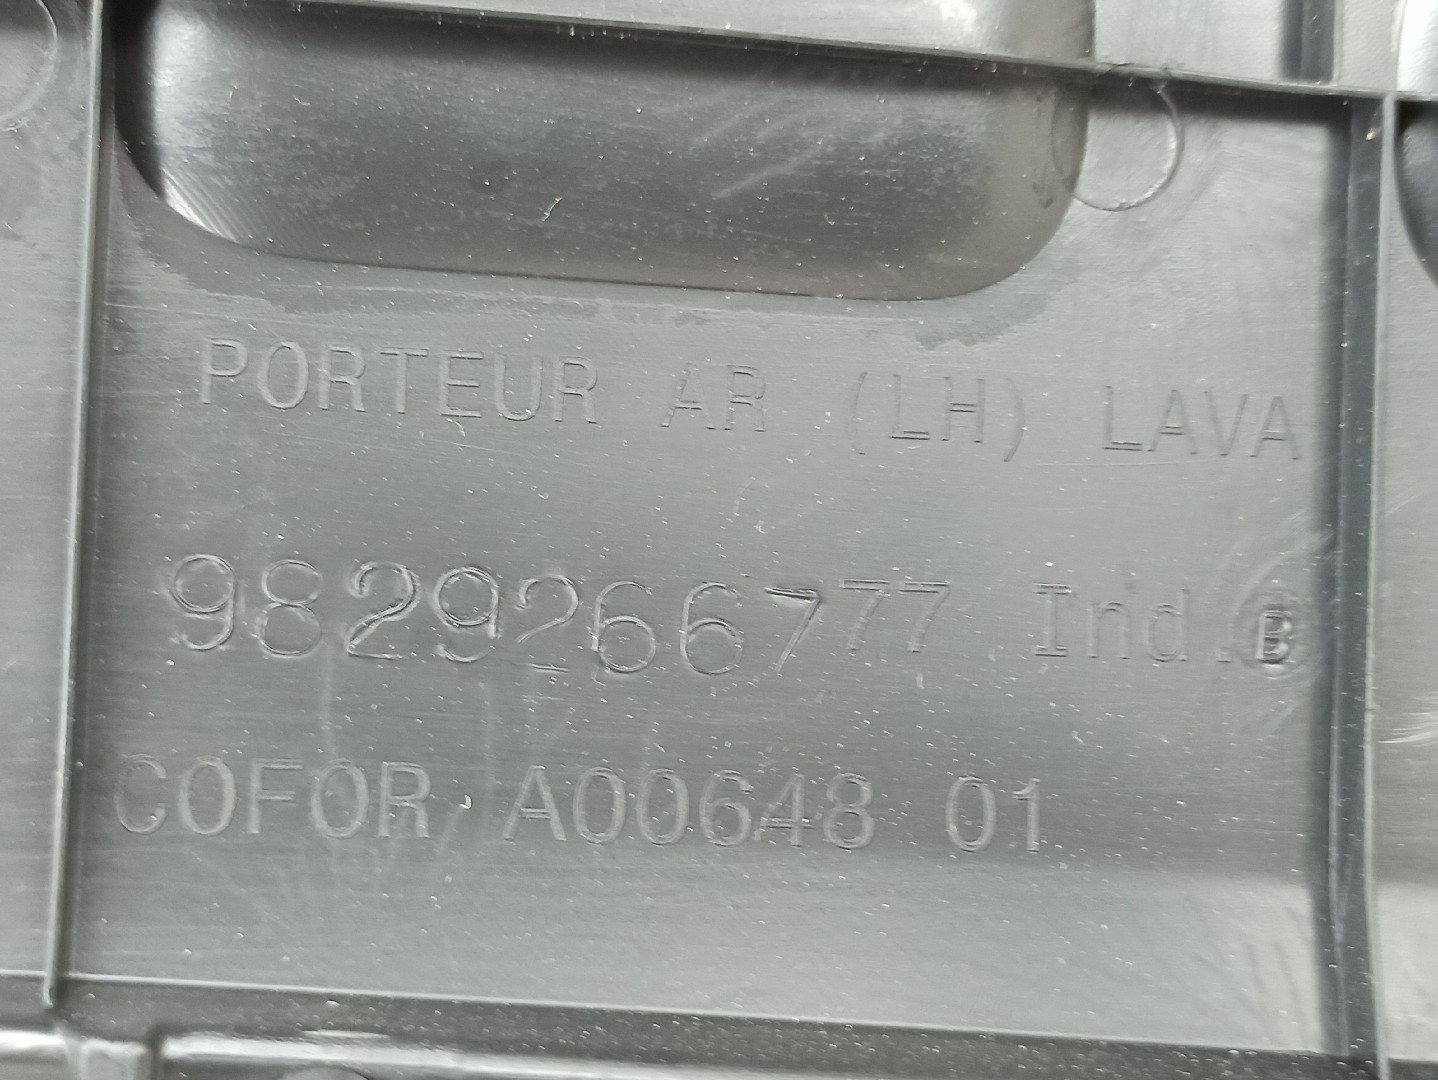 PORTEUR AR (LH) LAVA
9829266777 Ind.B
COFOR A00648 01